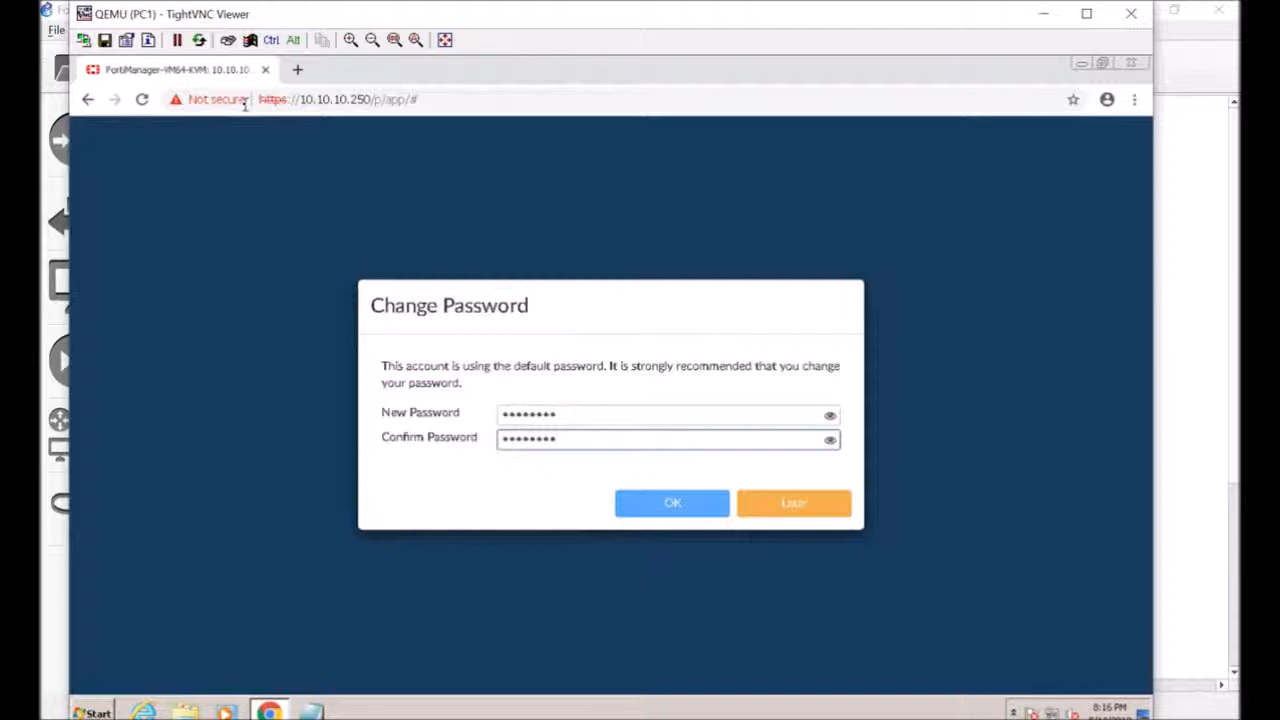 QEMU (PC1) - TightVNC Viewer
File
Ctrl Alt
FortiManager-VM64-KVM: 10.10.10.
Not secure https://10.10.10.250/p/app/#
Change Password
This account is using the default password. It is strongly recommended that you change
your password.
New Password ••••••••
Confirm Password ••••••••
OK Later
Start 8:16 PM